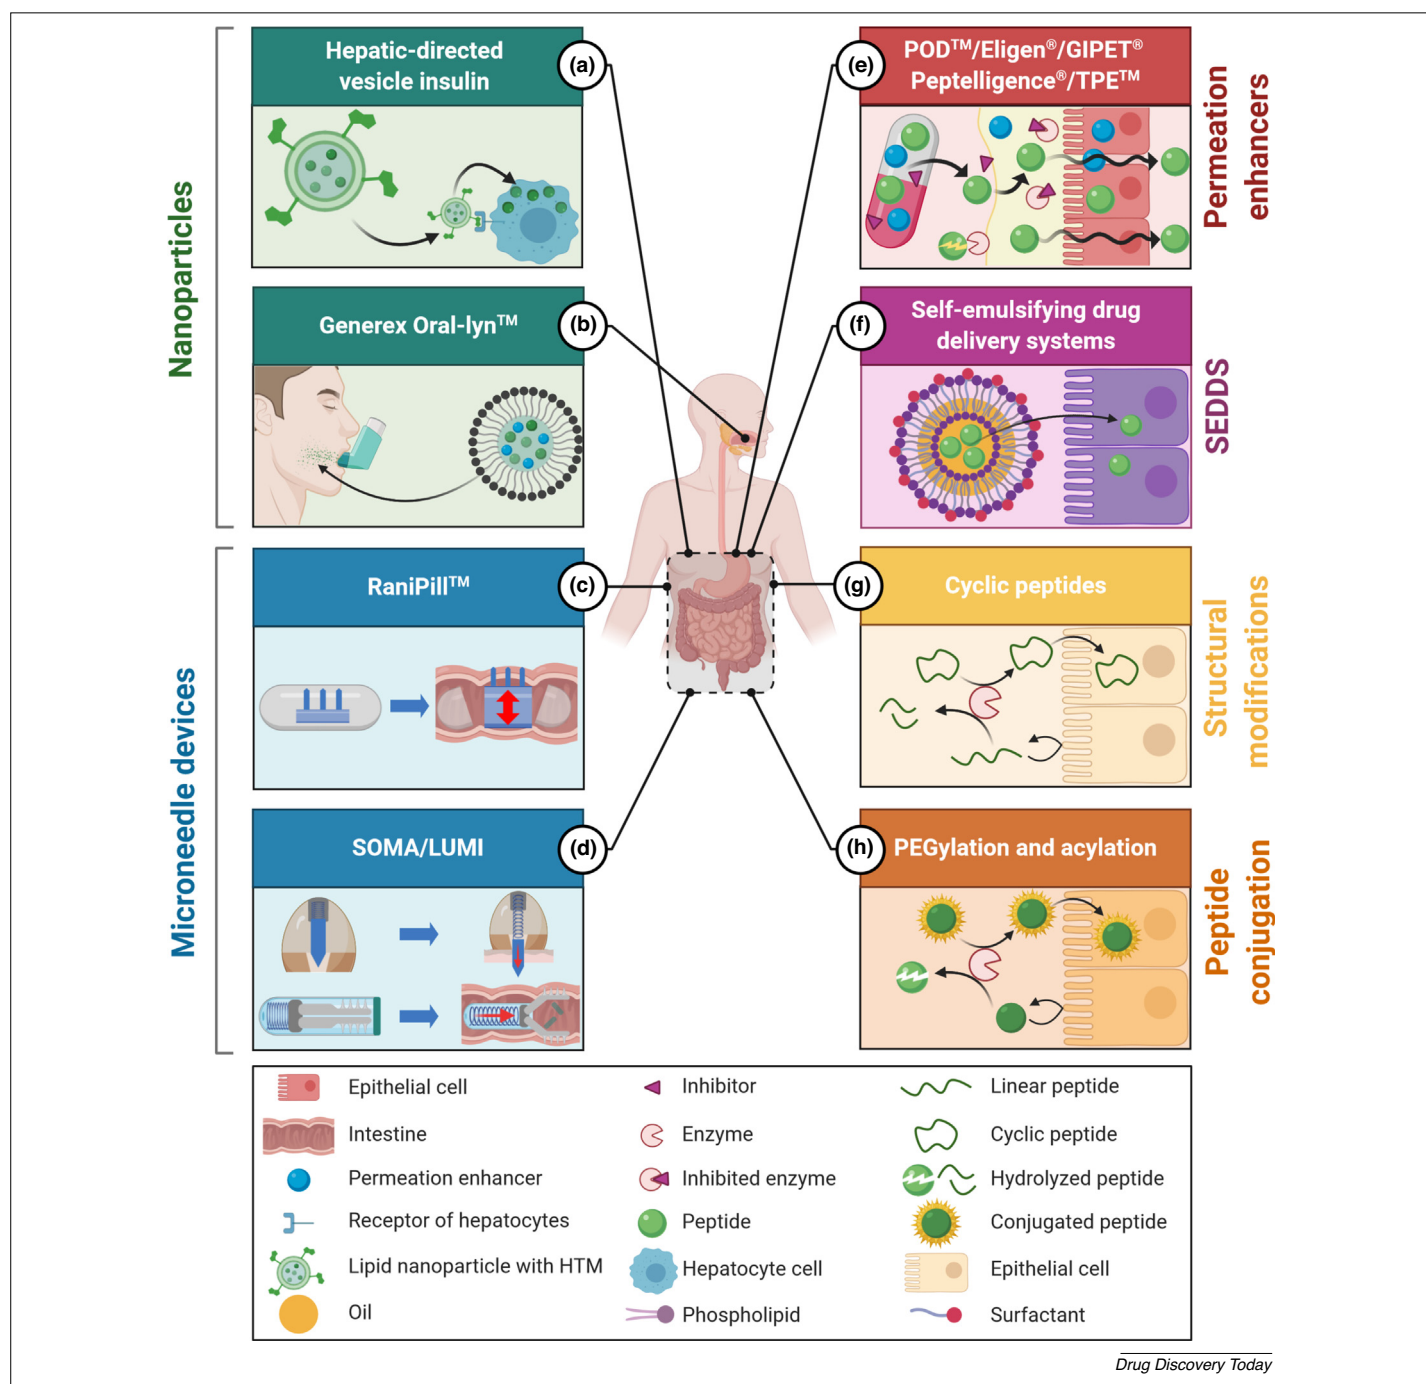 Nanoparticles
Hepatic-directed
vesicle insulin
(a)
Generex Oral-lyn™
(b)
Microneedle devices
RaniPill™
(c)
SOMA/LUMI
(d)
(e)
POD™/Eligen®/GIPET®
Peptelligence®/TPE™
Permeation
enhancers
(f)
Self-emulsifying drug
delivery systems
SEDDS
(g)
Cyclic peptides
Structural
modifications
(h)
PEGylation and acylation
Peptide
conjugation
Epithelial cell
Inhibitor
Linear peptide
Intestine
Enzyme
Cyclic peptide
Permeation enhancer
Inhibited enzyme
Hydrolyzed peptide
Receptor of hepatocytes
Peptide
Conjugated peptide
Lipid nanoparticle with HTM
Hepatocyte cell
Epithelial cell
Oil
Phospholipid
Surfactant
Drug Discovery Today